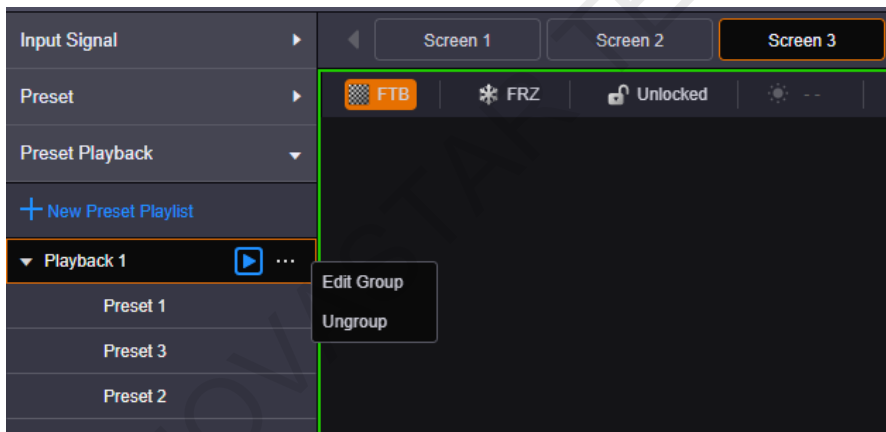 Input Signal
Screen 1
Screen 2
Screen 3
Preset
FTB
FRZ
Unlocked
--
Preset Playback
New Preset Playlist
Playback 1
...
Edit Group
Preset 1
Ungroup
Preset 3
Preset 2